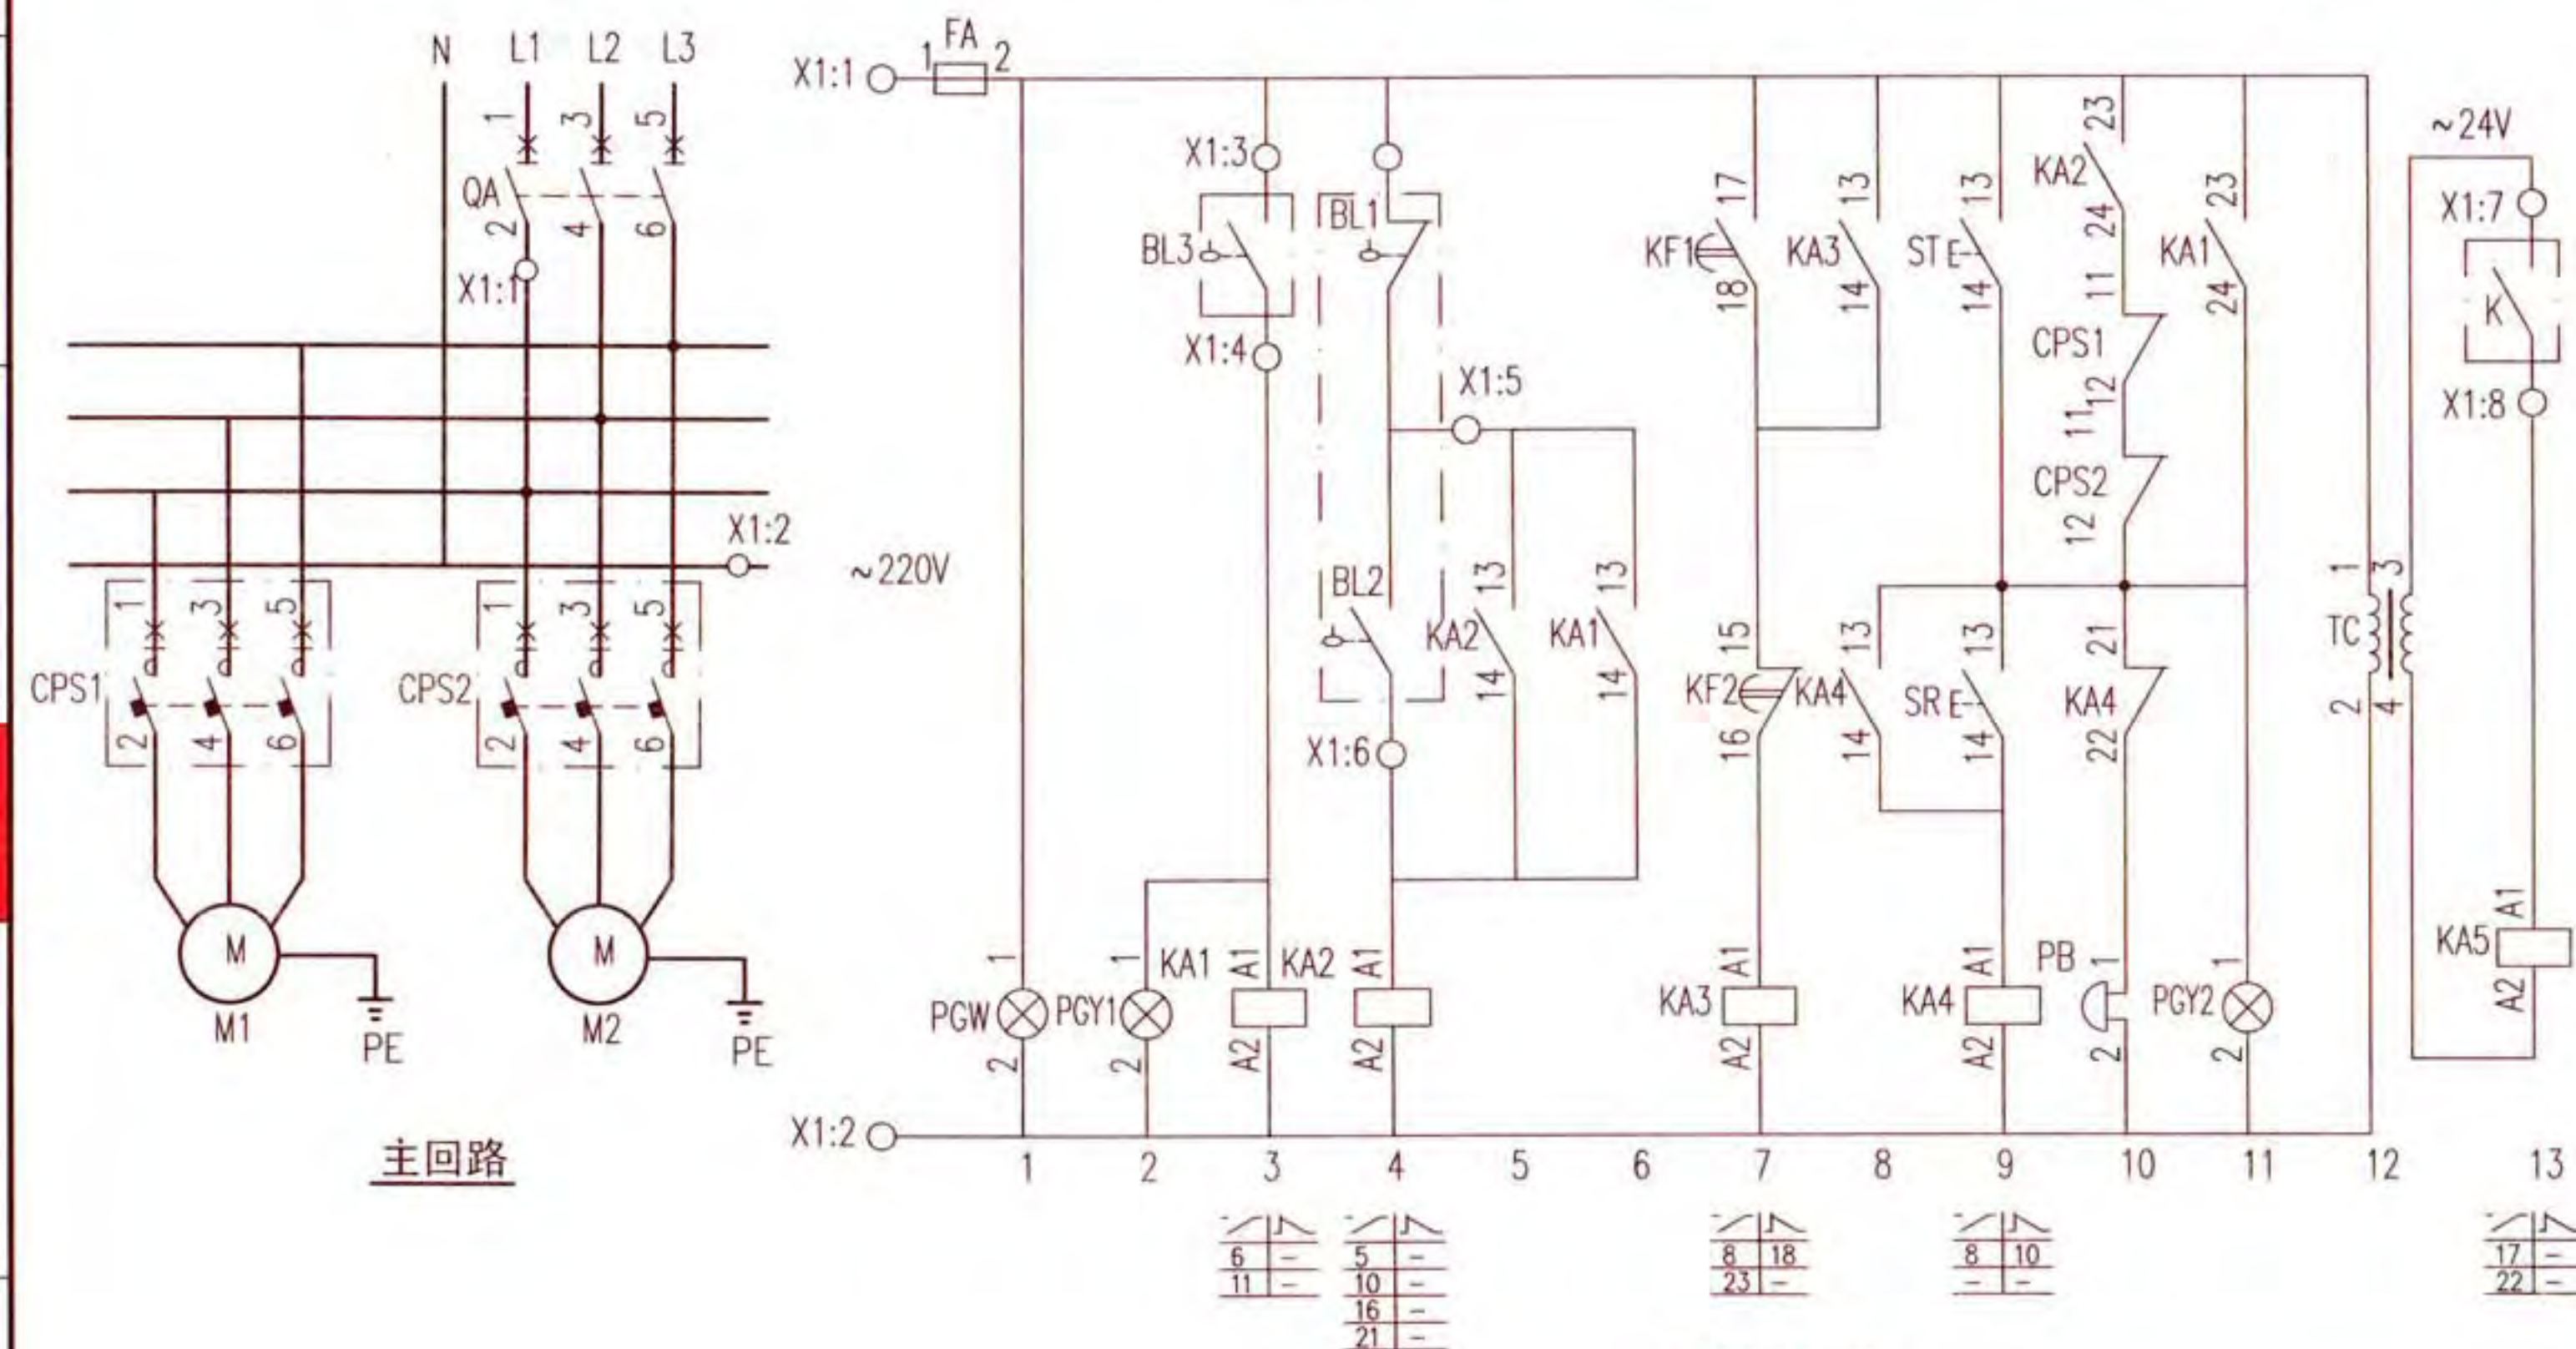 N L1 L2 L3
1 3 5
QA
2 4 6
X1:1
X1:2
1 3 5
CPS1
2 4 6
1 3 5
CPS2
2 4 6
M
M1
PE
M
M2
PE
主回路
X1:1
1 FA 2
~220V
X1:2
1
PGW
2
1
PGY1
2
X1:3
BL3
X1:4
KA1 A1
A2
BL1
BL2
X1:5
X1:6
KA2 A1
A2
13
KA2
14
13
KA1
14
17
KF1
18
15
KF2
16
A1
KA3
A2
13
KA3
14
13
KA4
14
13
ST E
14
13
SR E
14
A1
KA4
A2
23
KA2
24
11
CPS1
12
11
CPS2
12
21
KA4
22
PB 1
2
23
KA1
24
1
PGY2
2
1 3
TC
2 4
~24V
X1:7
K
X1:8
A1
KA5
A2
1 2 3 4 5 6 7 8 9 10 11 12 13
6 -
11 -
5 -
10 -
16 -
21 -
8 18
23 -
8 10
- -
17 -
22 -